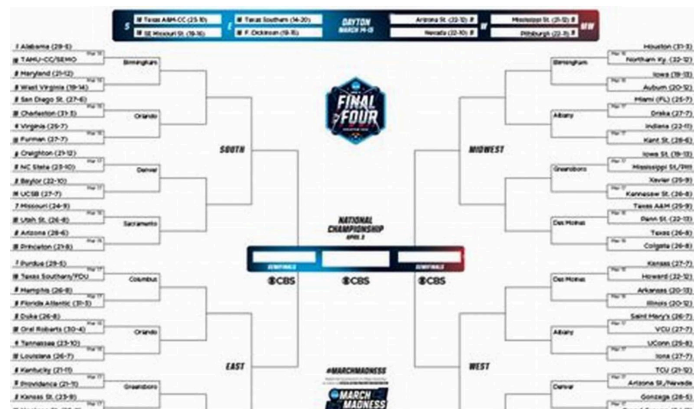 S Texas A&M-CC (23-10)
SE Missouri St. (19-16)
E Texas Southern (14-20)
F. Dickinson (19-15)
DAYTON
MARCH 14-15
Arizona St. (22-12)
Nevada (22-10)
W
Mississippi St. (21-12)
Pittsburgh (22-11)
MW
1 Alabama (29-5)
TAMU-CC/SEMO
Maryland (21-12)
West Virginia (19-14)
San Diego St. (27-6)
Charleston (31-3)
Virginia (25-7)
Furman (27-7)
Creighton (21-12)
NC State (23-10)
Baylor (22-10)
UCSB (27-7)
7 Missouri (24-9)
Utah St. (26-8)
Arizona (28-6)
Princeton (21-8)
Birmingham
Orlando
Denver
Sacramento
SOUTH
Purdue (29-5)
Texas Southern/FDU
Memphis (26-8)
Florida Atlantic (31-3)
Duke (26-8)
Oral Roberts (30-4)
Tennessee (23-10)
Louisiana (26-7)
Kentucky (21-11)
Providence (21-11)
Kansas St. (23-9)
Columbus
Orlando
Greensboro
EAST
FINAL
FOUR
NATIONAL
CHAMPIONSHIP
APRIL 3
SEMIFINALS
SEMIFINALS
CBS
CBS
CBS
#MARCHMADNESS
MARCH
MADNESS
MIDWEST
Birmingham
Albany
Greensboro
Des Moines
Houston (31-3)
Northern Ky. (22-12)
Iowa (19-13)
Auburn (20-12)
Miami (FL) (25-7)
Drake (27-7)
Indiana (22-11)
Kent St. (28-6)
Iowa St. (19-13)
Mississippi St./Pitt
Xavier (25-9)
Kennesaw St. (26-8)
Texas A&M (25-9)
Penn St. (22-13)
Texas (26-8)
Colgate (26-8)
WEST
Des Moines
Albany
Denver
Kansas (27-7)
Howard (22-12)
Arkansas (20-13)
Illinois (20-12)
Saint Mary's (26-7)
VCU (27-7)
UConn (25-8)
Iona (27-7)
TCU (21-12)
Arizona St./Nevada
Gonzaga (28-5)